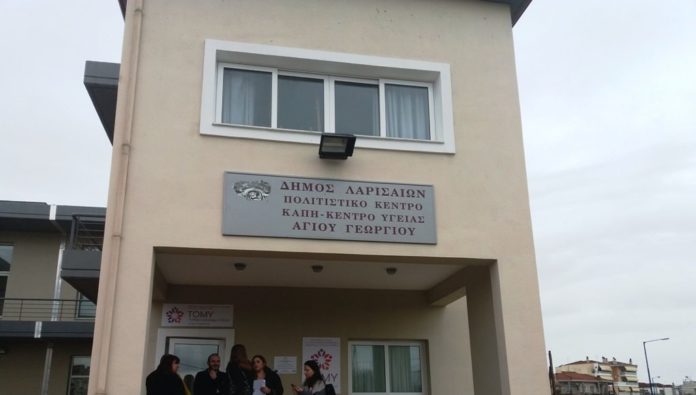 ΔΗΜΟΣ ΛΑΡΙΣΑΙΩΝ
ΠΟΛΙΤΙΣΤΙΚΟ ΚΕΝΤΡΟ
ΚΑΠΗ-ΚΕΝΤΡΟ ΥΓΕΙΑΣ
ΑΓΙΟΥ ΓΕΩΡΓΙΟΥ
ΤΟΜΥ